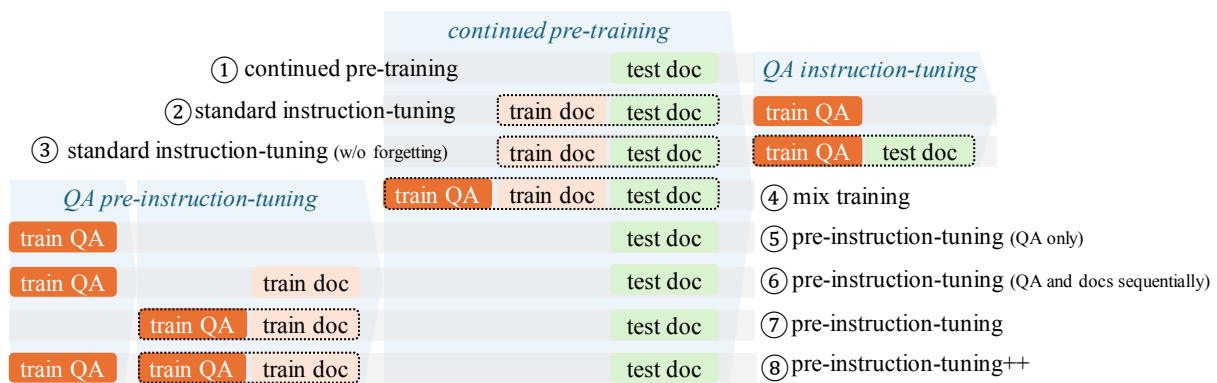 continued pre-training
① continued pre-training test doc QA instruction-tuning
② standard instruction-tuning train doc test doc train QA
③ standard instruction-tuning (w/o forgetting) train doc test doc train QA test doc
QA pre-instruction-tuning train QA train doc test doc ④ mix training
train QA test doc ⑤ pre-instruction-tuning (QA only)
train QA train doc test doc ⑥ pre-instruction-tuning (QA and docs sequentially)
train QA train doc test doc ⑦ pre-instruction-tuning
train QA train QA train doc test doc ⑧ pre-instruction-tuning++